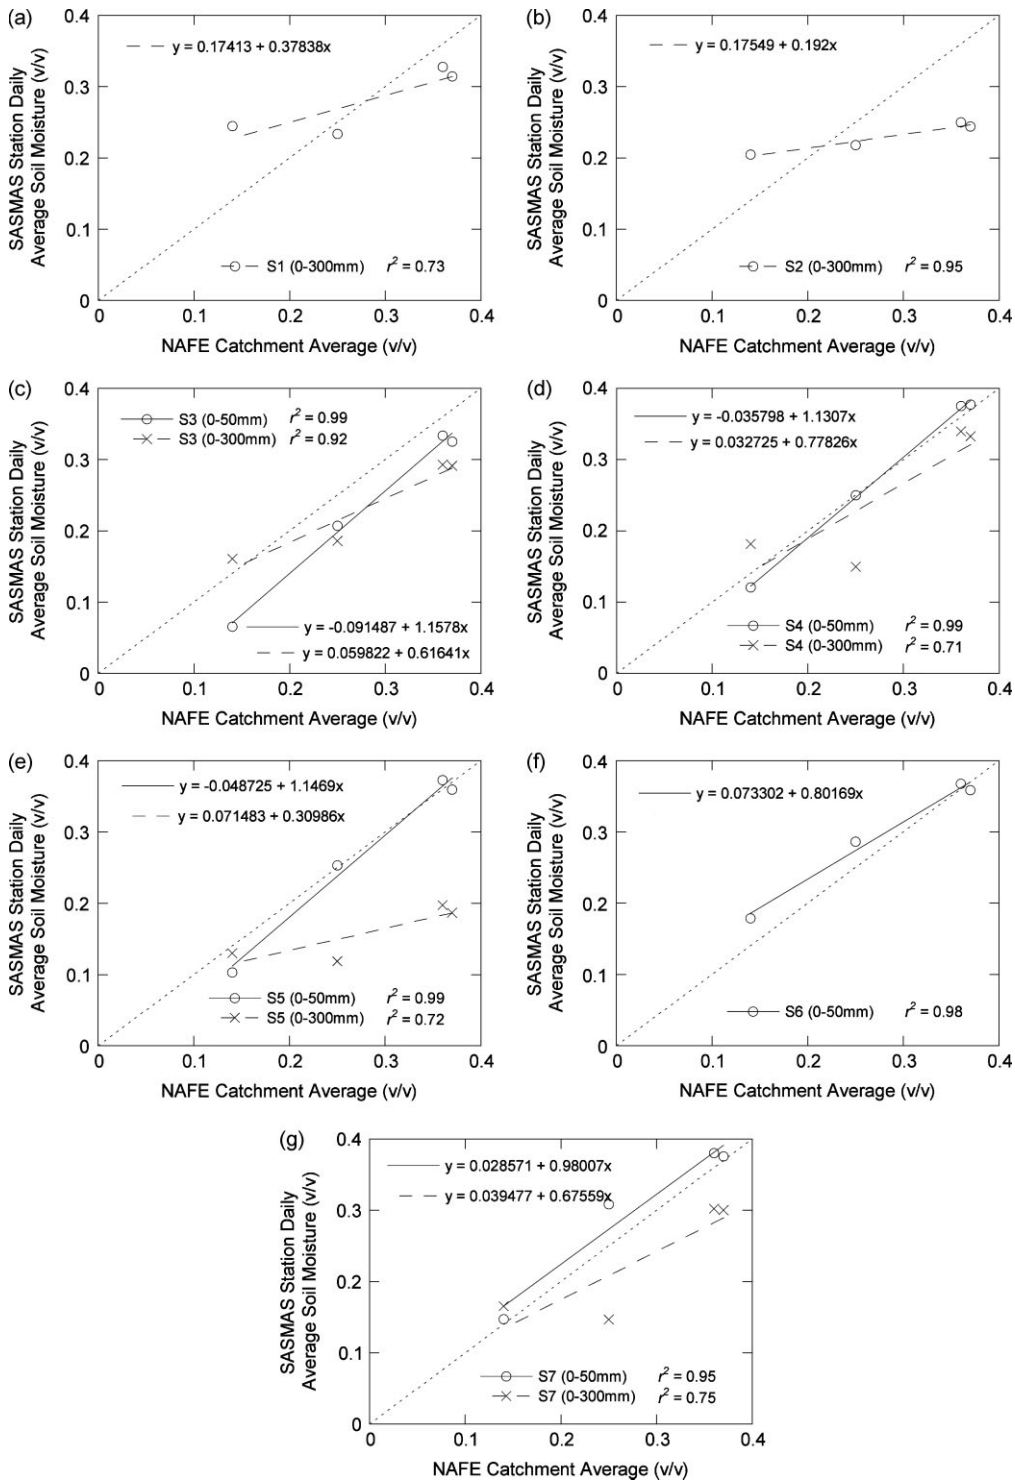 (a)
0.4
0.3
0.2
0.1
0
SASMAS Station Daily
Average Soil Moisture (v/v)
y = 0.17413 + 0.37838x
S1 (0-300mm) r² = 0.73
0 0.1 0.2 0.3 0.4
NAFE Catchment Average (v/v)
(b)
0.4
0.3
0.2
0.1
0
SASMAS Station Daily
Average Soil Moisture (v/v)
y = 0.17549 + 0.192x
S2 (0-300mm) r² = 0.95
0 0.1 0.2 0.3 0.4
NAFE Catchment Average (v/v)
(c)
0.4
0.3
0.2
0.1
0
SASMAS Station Daily
Average Soil Moisture (v/v)
S3 (0-50mm) r² = 0.99
S3 (0-300mm) r² = 0.92
y = -0.091487 + 1.1578x
y = 0.059822 + 0.61641x
0 0.1 0.2 0.3 0.4
NAFE Catchment Average (v/v)
(d)
0.4
0.3
0.2
0.1
0
SASMAS Station Daily
Average Soil Moisture (v/v)
y = -0.035798 + 1.1307x
y = 0.032725 + 0.77826x
S4 (0-50mm) r² = 0.99
S4 (0-300mm) r² = 0.71
0 0.1 0.2 0.3 0.4
NAFE Catchment Average (v/v)
(e)
0.4
0.3
0.2
0.1
0
SASMAS Station Daily
Average Soil Moisture (v/v)
y = -0.048725 + 1.1469x
y = 0.071483 + 0.30986x
S5 (0-50mm) r² = 0.99
S5 (0-300mm) r² = 0.72
0 0.1 0.2 0.3 0.4
NAFE Catchment Average (v/v)
(f)
0.4
0.3
0.2
0.1
0
SASMAS Station Daily
Average Soil Moisture (v/v)
y = 0.073302 + 0.80169x
S6 (0-50mm) r² = 0.98
0 0.1 0.2 0.3 0.4
NAFE Catchment Average (v/v)
(g)
0.4
0.3
0.2
0.1
0
SASMAS Station Daily
Average Soil Moisture (v/v)
y = 0.028571 + 0.98007x
y = 0.039477 + 0.67559x
S7 (0-50mm) r² = 0.95
S7 (0-300mm) r² = 0.75
0 0.1 0.2 0.3 0.4
NAFE Catchment Average (v/v)